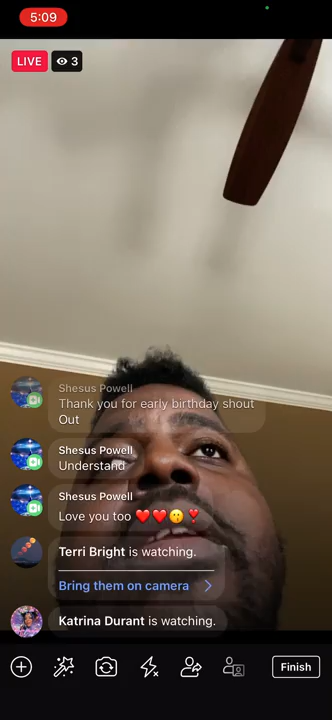 5:09
LIVE 3
Shesus Powell
Thank you for early birthday shout
Out
Shesus Powell
Understand
Shesus Powell
Love you too ❤️❤️😗❣️
Terri Bright is watching.
Bring them on camera
Katrina Durant is watching.
Finish